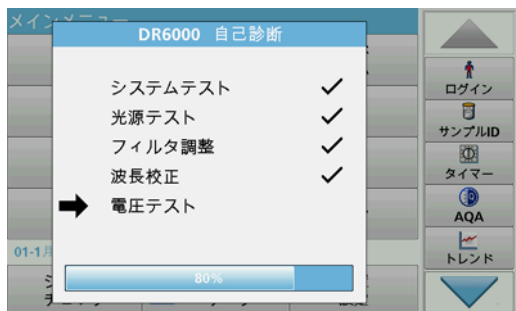 メインメニュー
DR6000 自己診断
システムテスト
光源テスト
フィルタ調整
波長校正
電圧テスト
80%
01-1月
ログイン
サンプルID
タイマー
AQA
トレンド